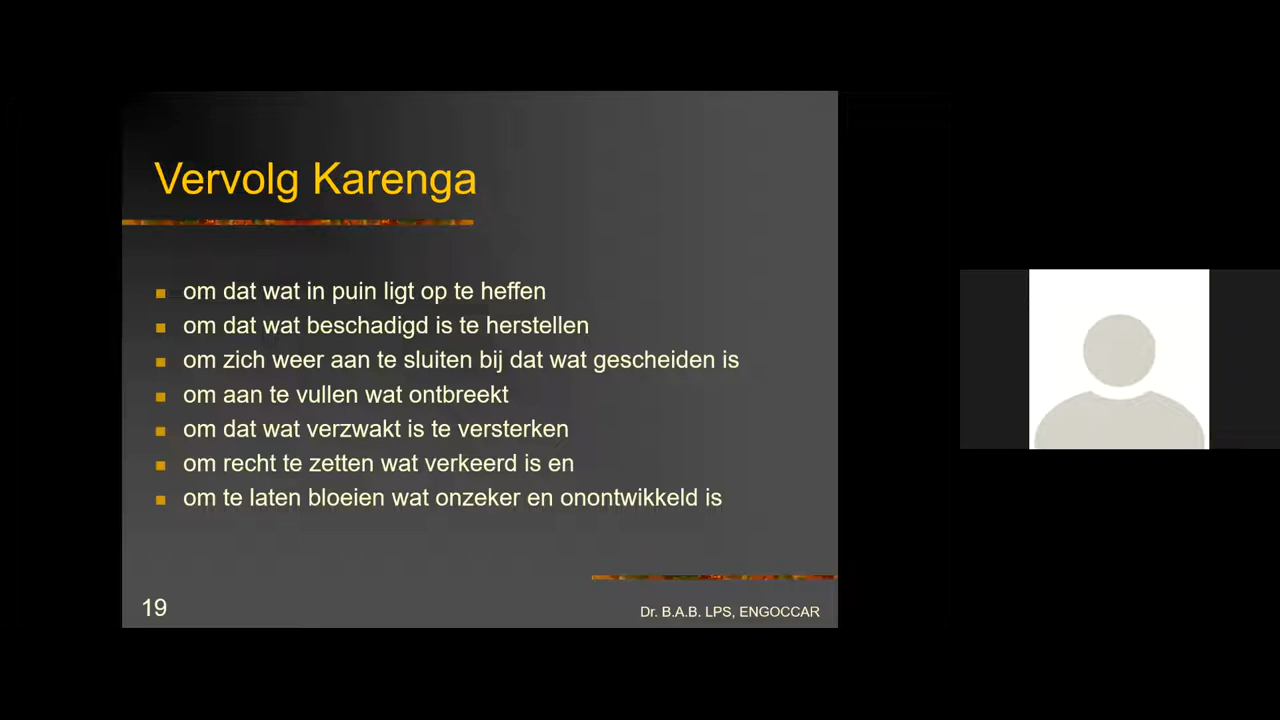 Vervolg Karenga
om dat wat in puin ligt op te heffen
om dat wat beschadigd is te herstellen
om zich weer aan te sluiten bij dat wat gescheiden is
om aan te vullen wat ontbreekt
om dat wat verzwakt is te versterken
om recht te zetten wat verkeerd is en
om te laten bloeien wat onzeker en onontwikkeld is
19
Dr. B.A.B. LPS, ENGOCCAR